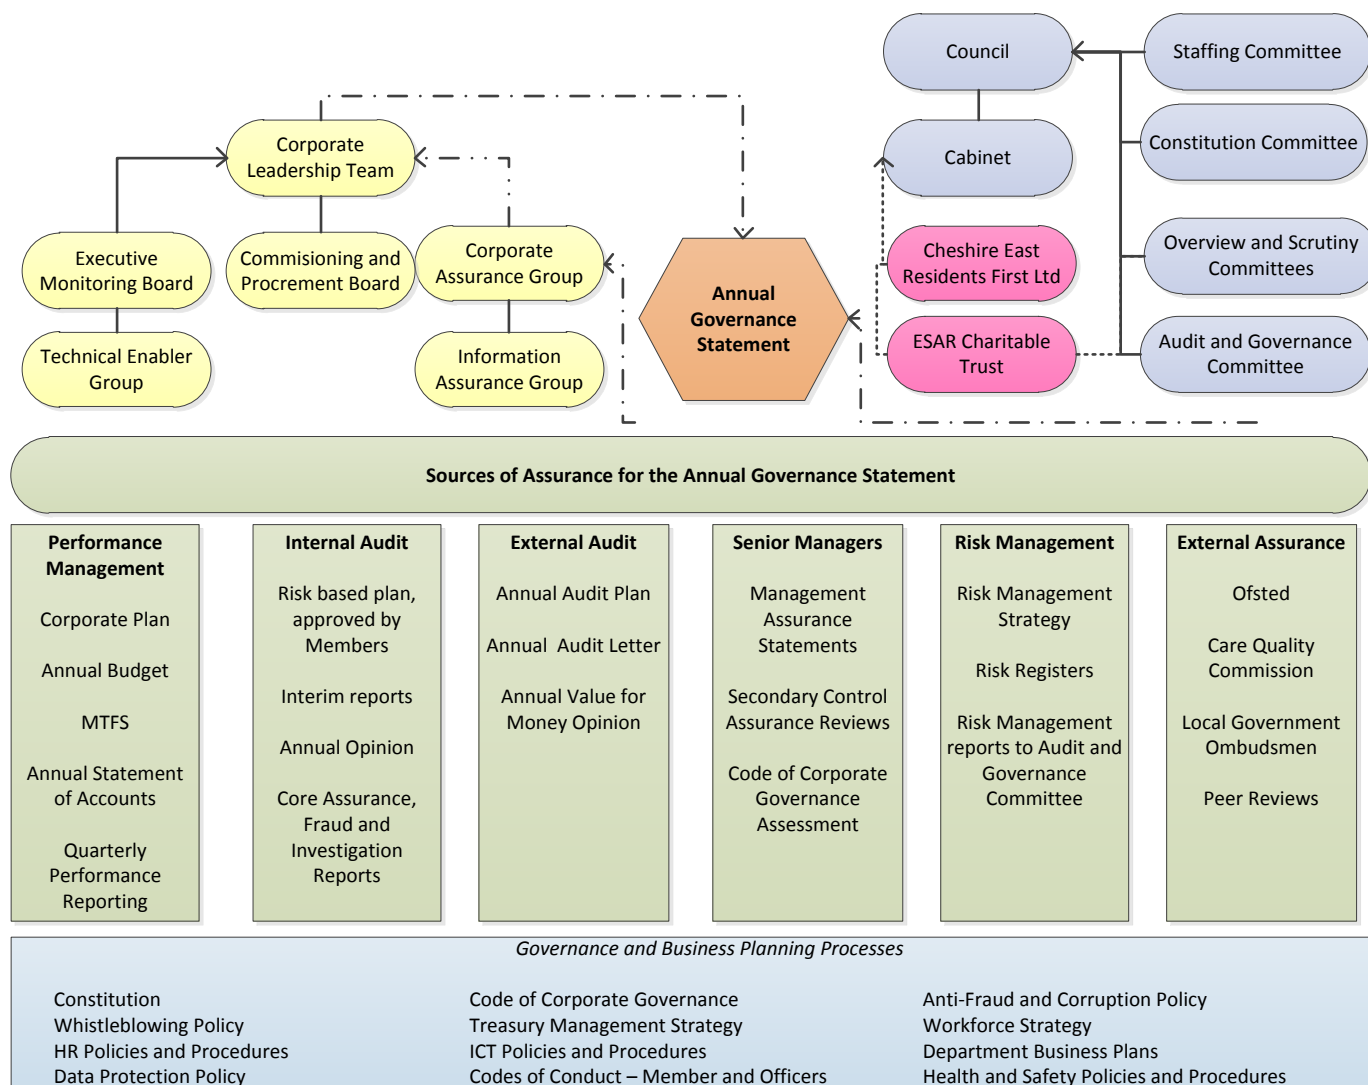 Council
Staffing Committee
Corporate
Leadership Team
Cabinet
Constitution Committee
Executive
Monitoring Board
Commisioning and
Procrement Board
Corporate
Assurance Group
Cheshire East
Residents First Ltd
Overview and Scrutiny
Committees
Annual
Governance
Statement
Technical Enabler
Group
Information
Assurance Group
ESAR Charitable
Trust
Audit and Governance
Committee
Sources of Assurance for the Annual Governance Statement
Performance
Management
Corporate Plan
Annual Budget
MTFS
Annual Statement
of Accounts
Quarterly
Performance
Reporting
Internal Audit
Risk based plan,
approved by
Members
Interim reports
Annual Opinion
Core Assurance,
Fraud and
Investigation
Reports
External Audit
Annual Audit Plan
Annual  Audit Letter
Annual Value for
Money Opinion
Senior Managers
Management
Assurance
Statements
Secondary Control
Assurance Reviews
Code of Corporate
Governance
Assessment
Risk Management
Risk Management
Strategy
Risk Registers
Risk Management
reports to Audit and
Governance
Committee
External Assurance
Ofsted
Care Quality
Commission
Local Government
Ombudsmen
Peer Reviews
Governance and Business Planning Processes
Constitution
Whistleblowing Policy
HR Policies and Procedures
Data Protection Policy
Code of Corporate Governance
Treasury Management Strategy
ICT Policies and Procedures
Codes of Conduct – Member and Officers
Anti-Fraud and Corruption Policy
Workforce Strategy
Department Business Plans
Health and Safety Policies and Procedures